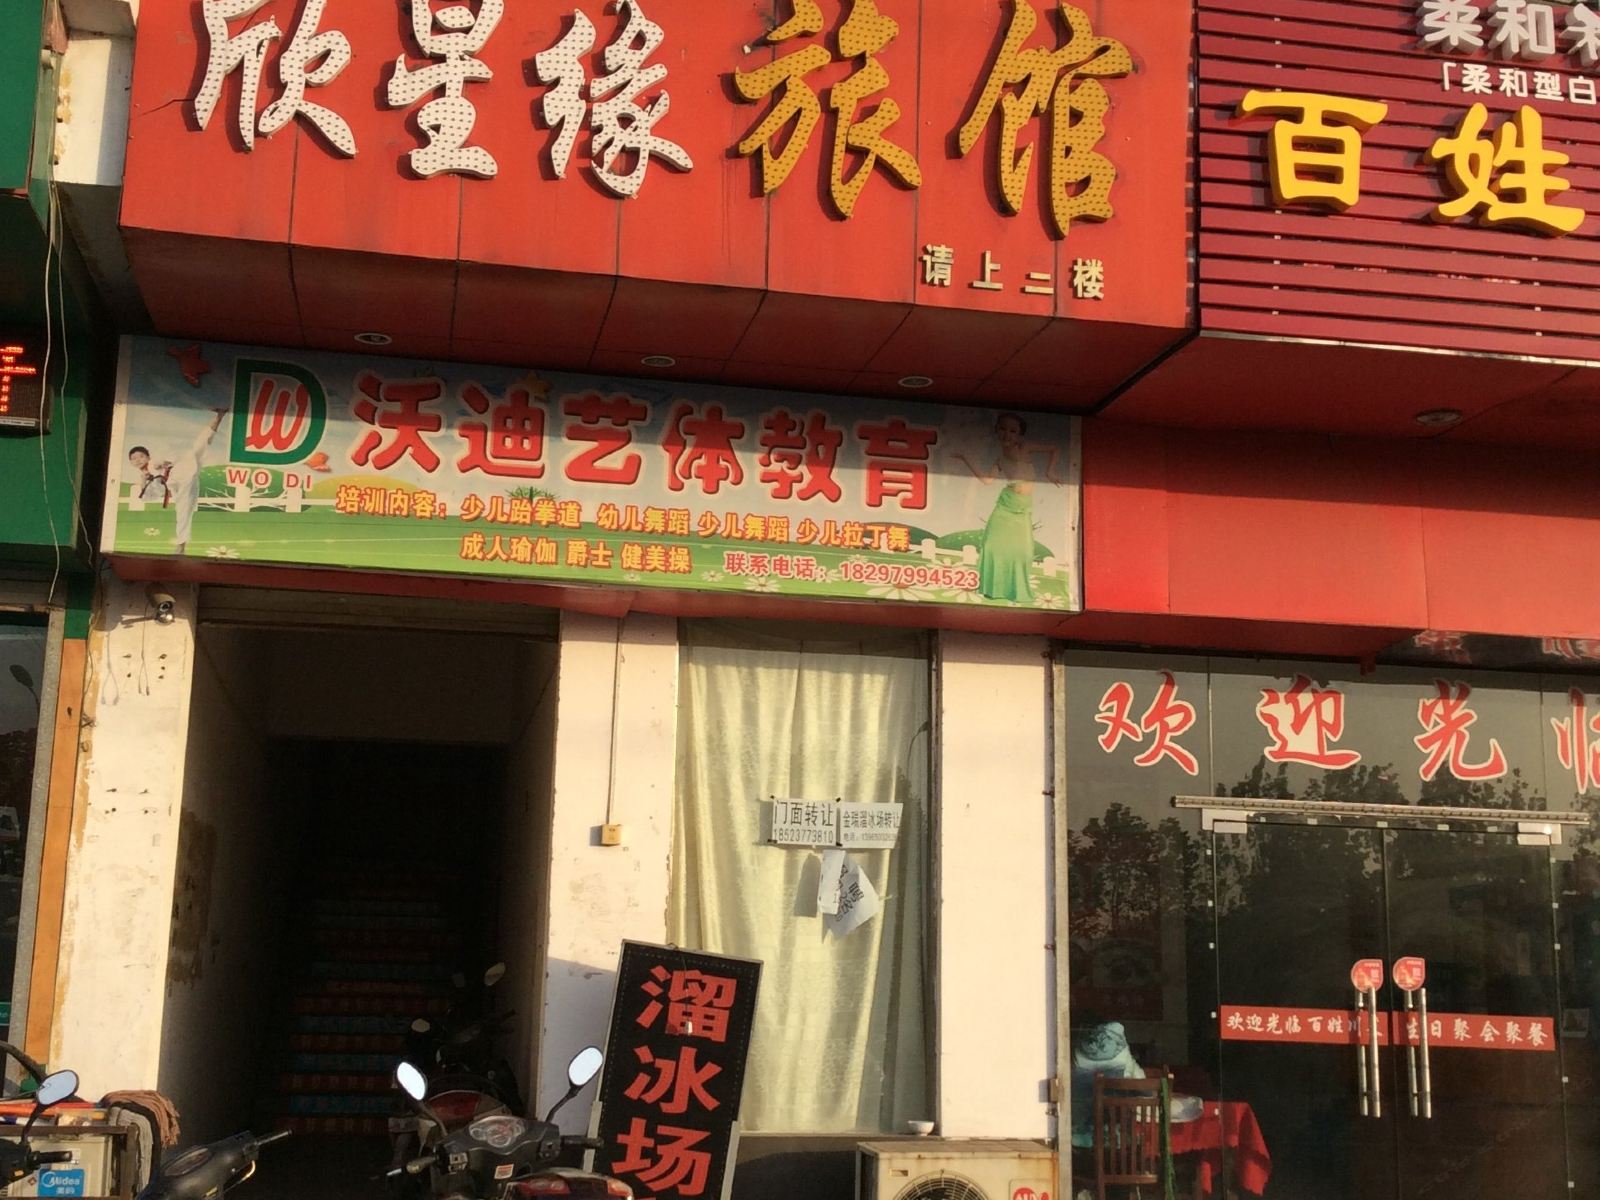 欣星缘旅馆
请上二楼
柔和
「柔和型白
百姓
DW
WO DI
沃迪艺体教育
培训内容：少儿跆拳道 幼儿舞蹈 少儿舞蹈 少儿拉丁舞
成人瑜伽 爵士 健美操 联系电话：18297994523
欢迎光临
门面转让
18523773810
金瑞溜冰场转让
溜冰场
欢迎光临百姓川
生日聚会聚餐
Midea
美的